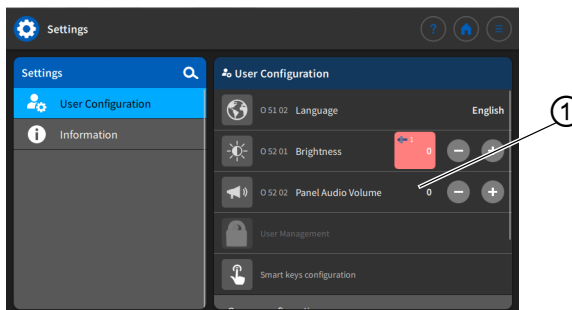 Settings
?
Settings
User Configuration
User Configuration
O 51 02 Language English
1
Information
O 52 01 Brightness 1 0 − +
O 52 02 Panel Audio Volume 0 − +
User Management
Smart keys configuration